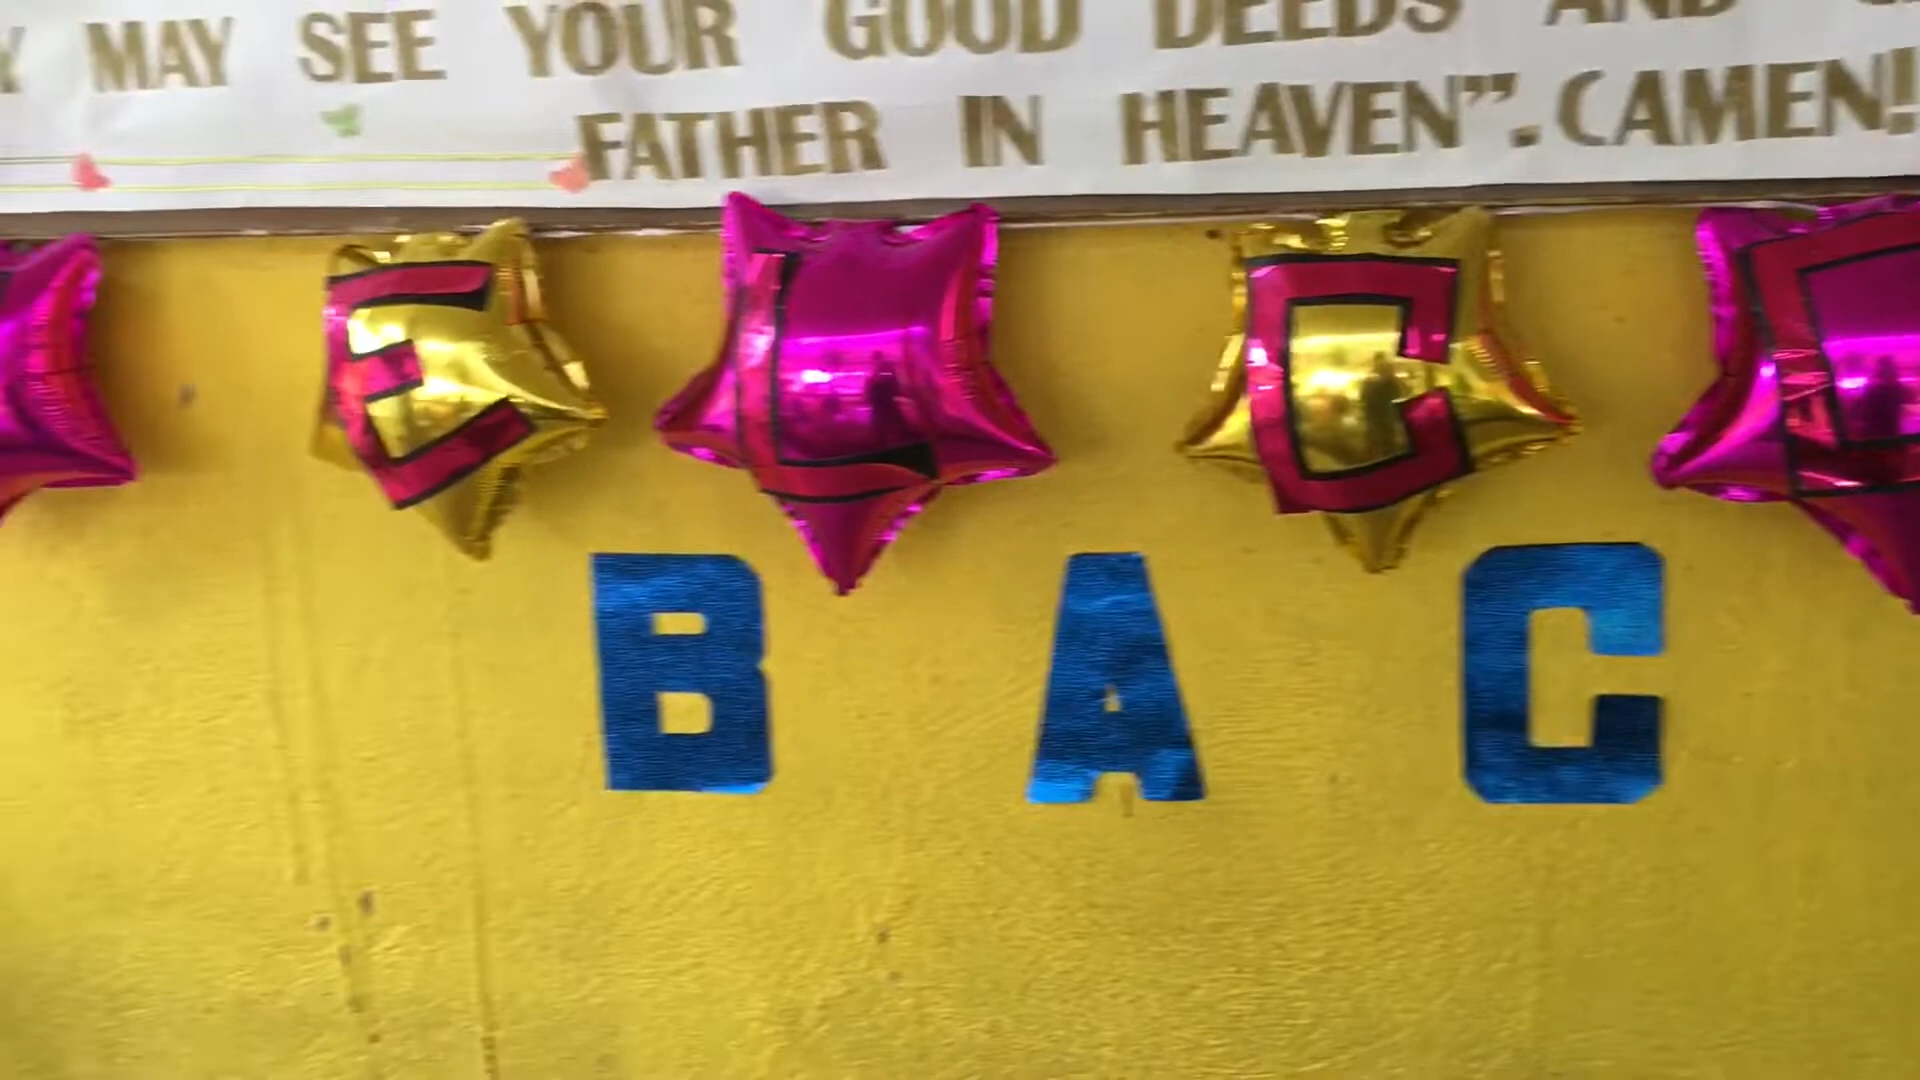 MAY SEE YOUR GOOD DEEDS AND
FATHER IN HEAVEN”. CAMEN!
E L C
B A C